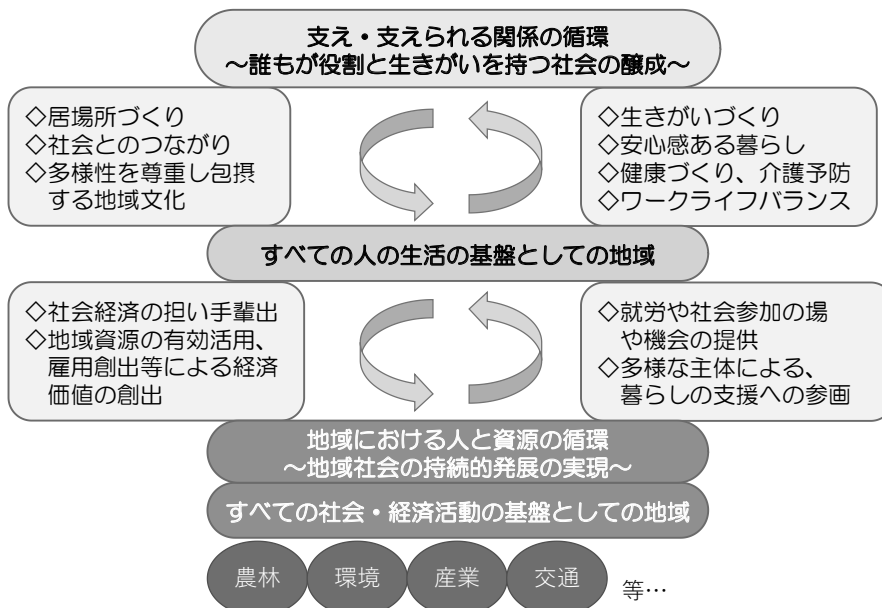 支え・支えられる関係の循環
～誰もが役割と生きがいを持つ社会の醸成～
◇居場所づくり
◇社会とのつながり
◇多様性を尊重し包摂
する地域文化
◇生きがいづくり
◇安心感ある暮らし
◇健康づくり、介護予防
◇ワークライフバランス
すべての人の生活の基盤としての地域
◇社会経済の担い手輩出
◇地域資源の有効活用、
雇用創出等による経済
価値の創出
◇就労や社会参加の場
や機会の提供
◇多様な主体による、
暮らしの支援への参画
地域における人と資源の循環
～地域社会の持続的発展の実現～
すべての社会・経済活動の基盤としての地域
農林
環境
産業
交通
等…